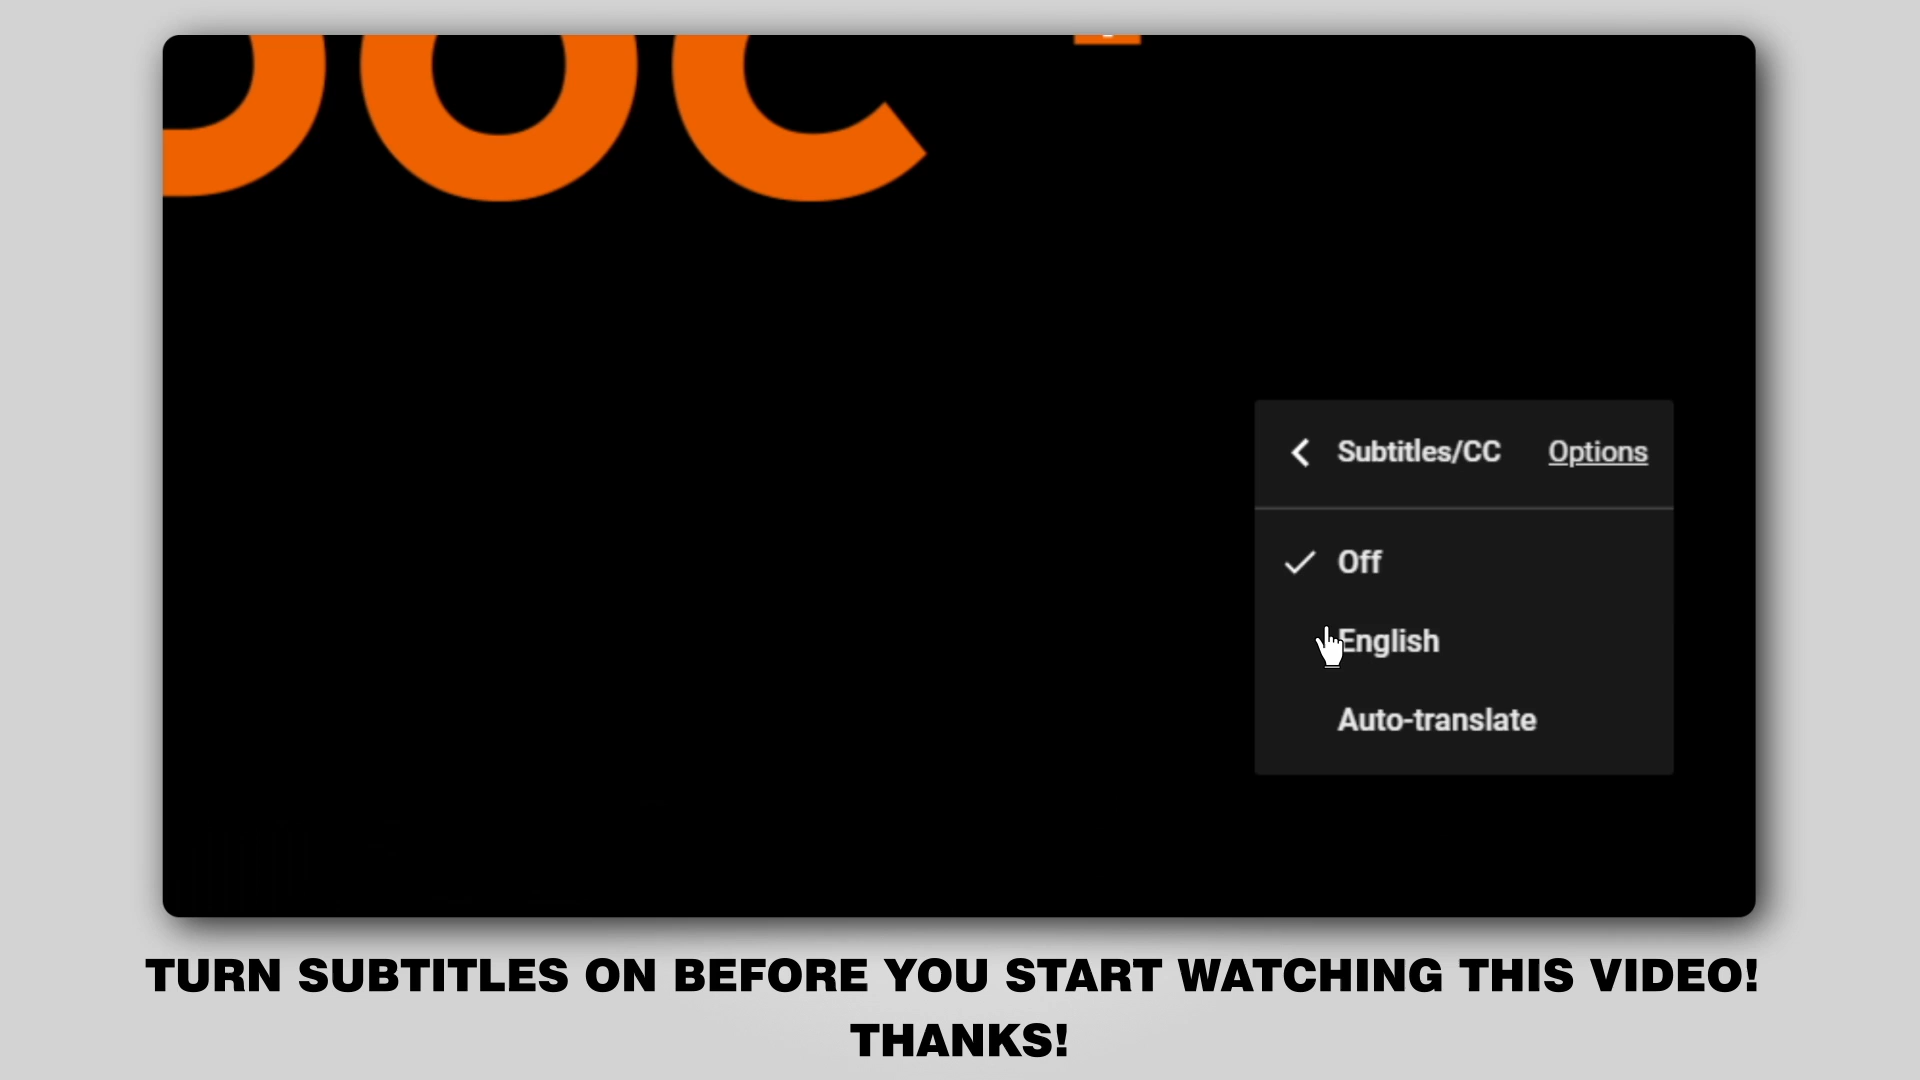 Subtitles/CC Options
Off
English
Auto-translate
TURN SUBTITLES ON BEFORE YOU START WATCHING THIS VIDEO!
THANKS!